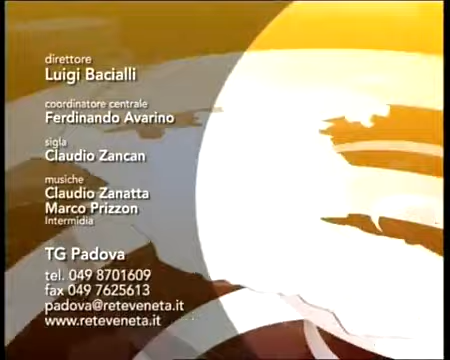 direttore
Luigi Bacialli
coordinatore centrale
Ferdinando Avarino
sigla
Claudio Zancan
musiche
Claudio Zanatta
Marco Prizzon
Intermidia
TG Padova
tel. 049 8701609
fax 049 7625613
padova@reteveneta.it
www.reteveneta.it